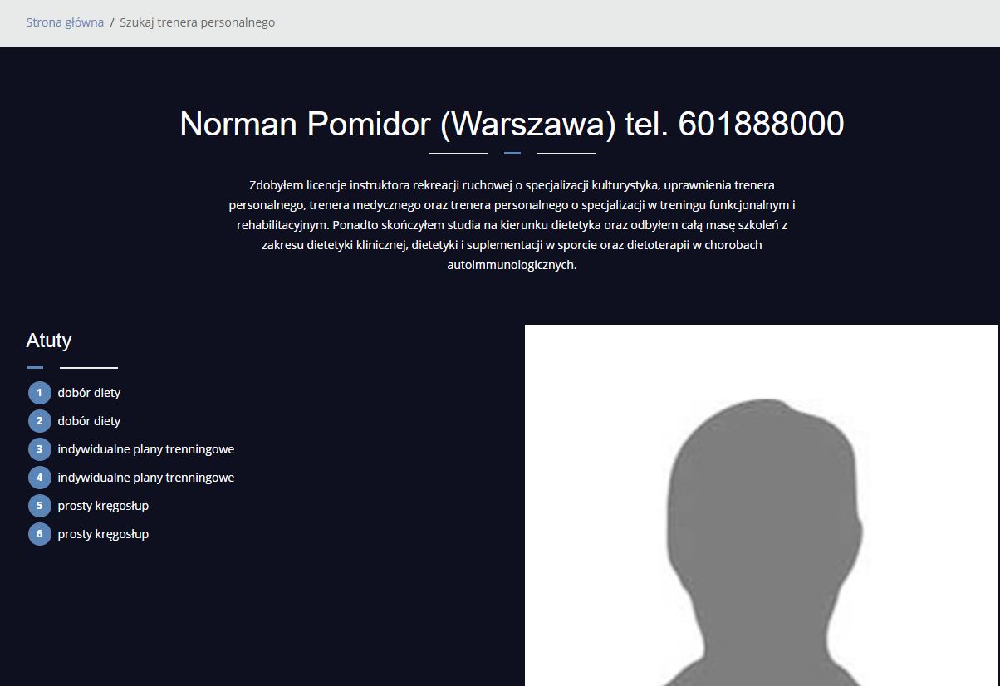 Strona główna / Szukaj trenera personalnego
Norman Pomidor (Warszawa) tel. 601888000
Zdobyłem licencje instruktora rekreacji ruchowej o specjalizacji kulturystyka, uprawnienia trenera
personalnego, trenera medycznego oraz trenera personalnego o specjalizacji w treningu funkcjonalnym i
rehabilitacyjnym. Ponadto skończyłem studia na kierunku dietetyka oraz odbyłem całą masę szkoleń z
zakresu dietetyki klinicznej, dietetyki i suplementacji w sporcie oraz dietoterapii w chorobach
autoimmunologicznych.
Atuty
1 dobór diety
2 dobór diety
3 indywidualne plany trenningowe
4 indywidualne plany trenningowe
5 prosty kręgosłup
6 prosty kręgosłup